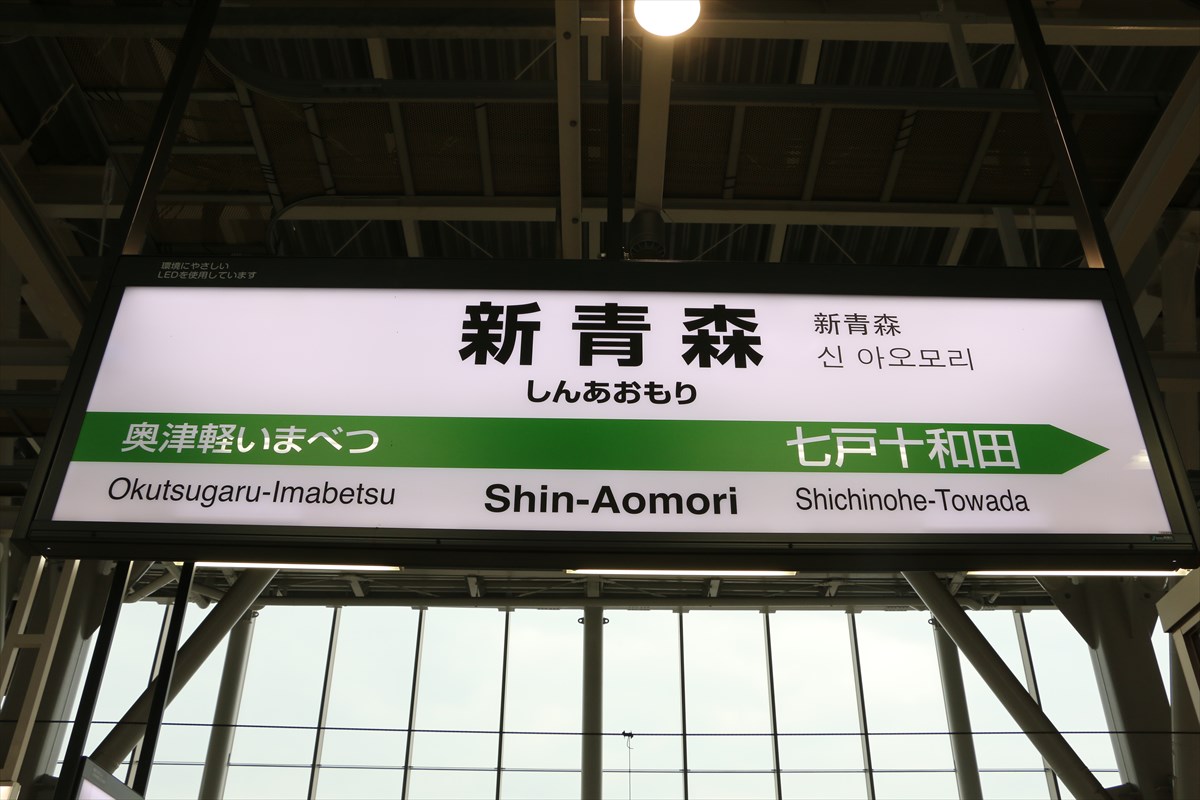 環境にやさしい
LEDを使用しています
新青森
しんあおもり
新青森
신 아오모리
奥津軽いまべつ
七戸十和田
Okutsugaru-Imabetsu
Shin-Aomori
Shichinohe-Towada